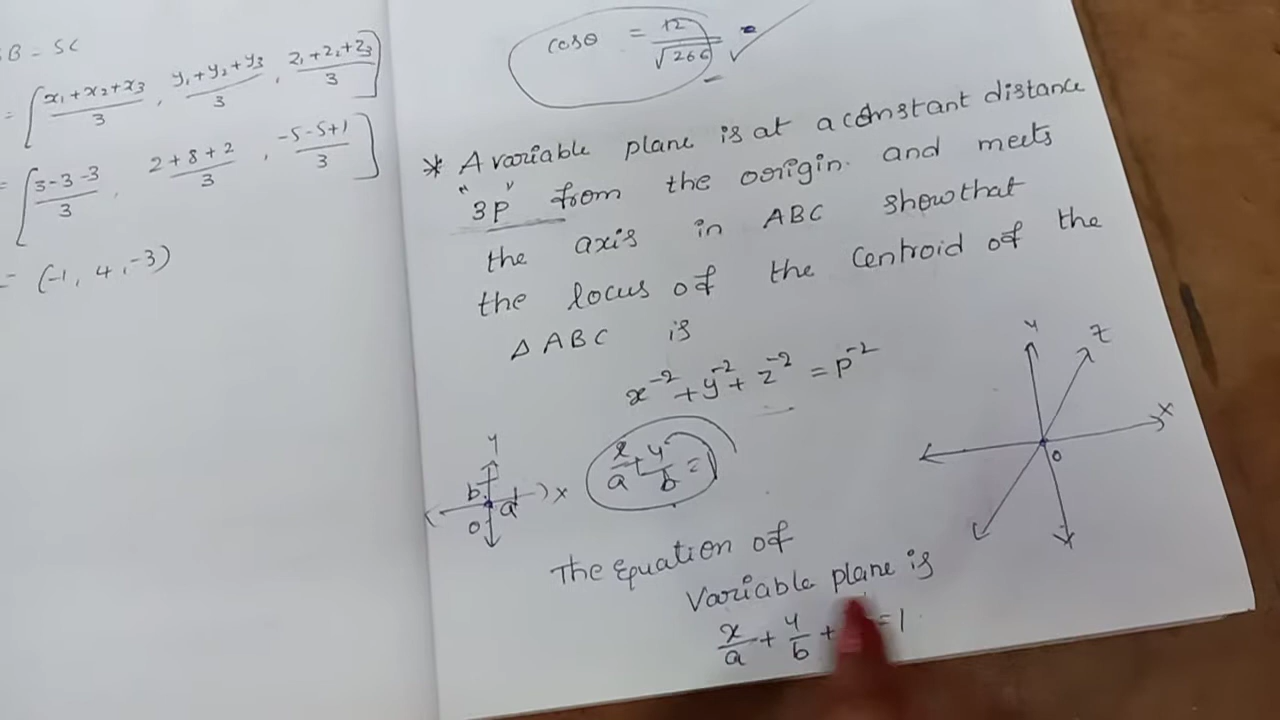 B = SC
= [x₁+x₂+x₃/3, y₁+y₂+y₃/3, z₁+z₂+z₃/3]
= [3-3-3/3, 2+8+2/3, -5-5+1/3]
= (-1, 4, -3)
cosθ = 12/√266
* A variable plane is at a constant distance
"3P" from the origin. and meets
the axis in ABC show that
the locus of the centroid of the
△ABC is
x⁻² + y⁻² + z⁻² = p⁻²
x/a + y/b = 1
y
b
a
x
o
y
z
x
o
The Equation of
variable plane is
x/a + y/b + = 1